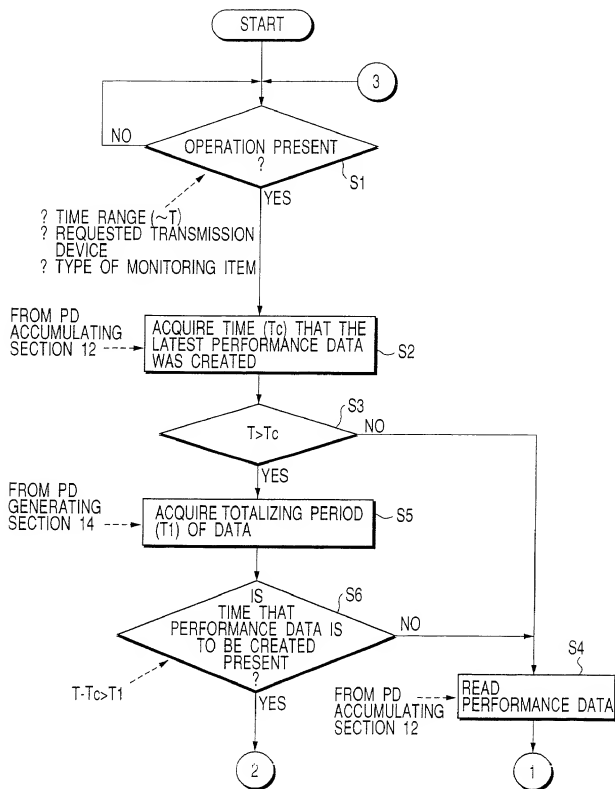 START
3
NO
OPERATION PRESENT
?
S1
YES
? TIME RANGE (~T)
? REQUESTED TRANSMISSION
DEVICE
? TYPE OF MONITORING ITEM
FROM PD
ACCUMULATING
SECTION 12
ACQUIRE TIME (Tc) THAT THE
LATEST PERFORMANCE DATA
WAS CREATED
S2
S3
T>Tc
NO
YES
FROM PD
GENERATING
SECTION 14
ACQUIRE TOTALIZING PERIOD
(T1) OF DATA
S5
IS
TIME THAT
PERFORMANCE DATA IS
TO BE CREATED
PRESENT
?
S6
NO
T-Tc>T1
YES
S4
READ
PERFORMANCE DATA
FROM PD
ACCUMULATING
SECTION 12
2
1